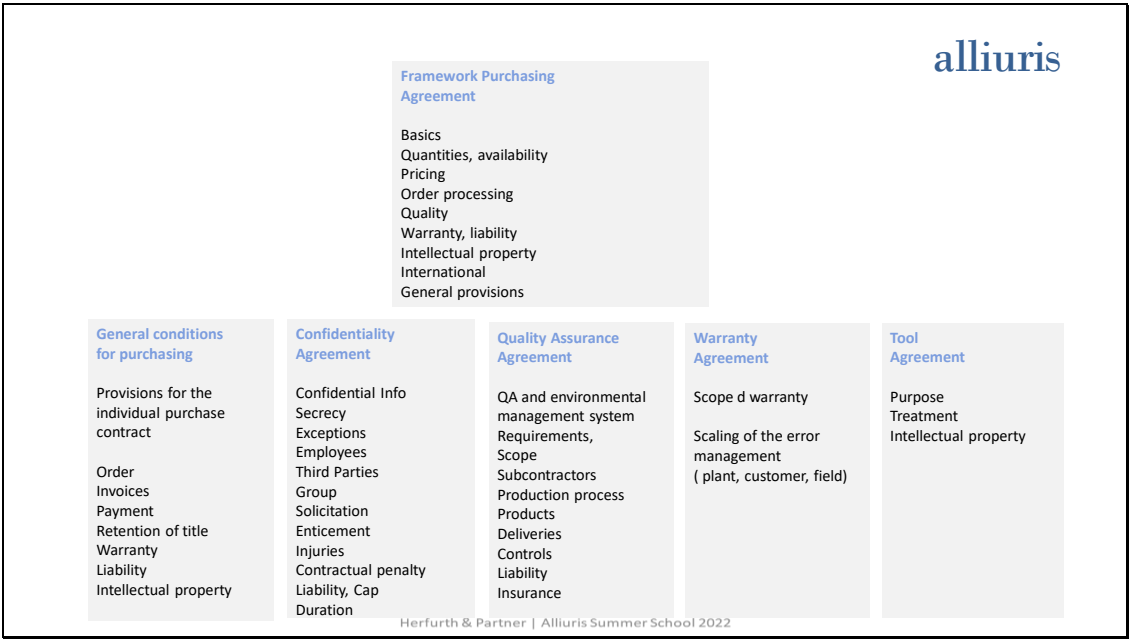 alliuris
Framework Purchasing
Agreement
Basics
Quantities, availability
Pricing
Order processing
Quality
Warranty, liability
Intellectual property
International
General provisions
General conditions
for purchasing
Provisions for the
individual purchase
contract
Order
Invoices
Payment
Retention of title
Warranty
Liability
Intellectual property
Confidentiality
Agreement
Confidential Info
Secrecy
Exceptions
Employees
Third Parties
Group
Solicitation
Enticement
Injuries
Contractual penalty
Liability, Cap
Duration
Quality Assurance
Agreement
QA and environmental
management system
Requirements,
Scope
Subcontractors
Production process
Products
Deliveries
Controls
Liability
Insurance
Warranty
Agreement
Scope d warranty
Scaling of the error
management
( plant, customer, field)
Tool
Agreement
Purpose
Treatment
Intellectual property
Herfurth & Partner | Alliuris Summer School 2022